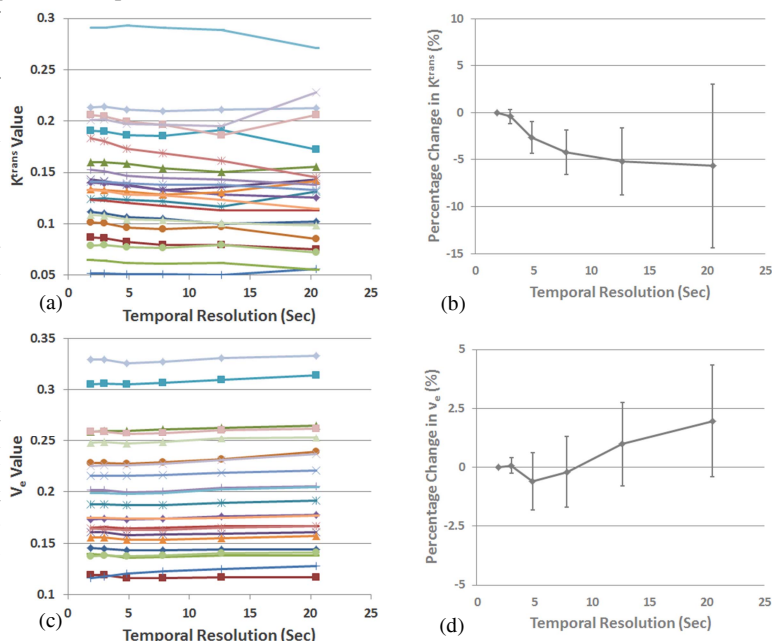 0.3
0.25
0.2
0.15
0.1
0.05
K^trans Value
0 5 10 15 20 25
Temporal Resolution (Sec)
(a)
10
5
0
-5
-10
-15
Percentage Change in K^trans (%)
0 5 10 15 20 25
Temporal Resolution (Sec)
(b)
0.35
0.3
0.25
0.2
0.15
0.1
V_e Value
0 5 10 15 20 25
Temporal Resolution (Sec)
(c)
5
2.5
0
-2.5
-5
Percentage Change in v_e (%)
0 5 10 15 20 25
Temporal Resolution (Sec)
(d)